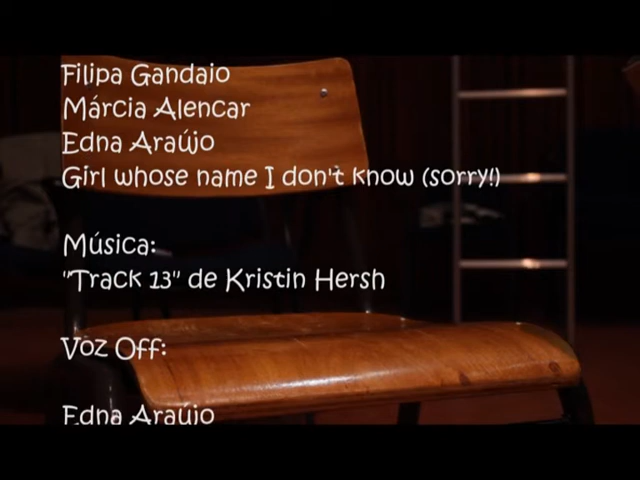 Filipa Gandaio
Márcia Alencar
Edna Araújo
Girl whose name I don't know (sorry!)
Música:
"Track 13" de Kristin Hersh
Voz Off:
Edna Araújo